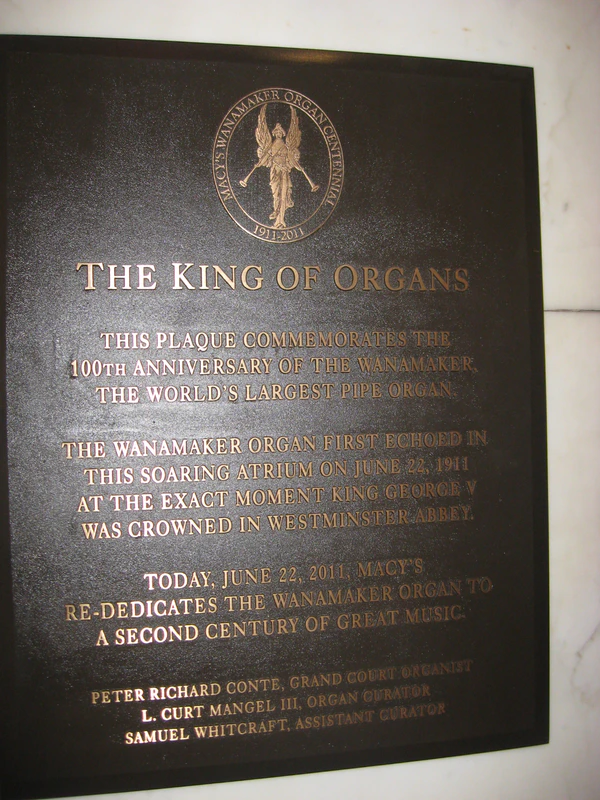 MACY'S WANAMAKER ORGAN CENTENNIAL
1911-2011
THE KING OF ORGANS
THIS PLAQUE COMMEMORATES THE
100TH ANNIVERSARY OF THE WANAMAKER,
THE WORLD'S LARGEST PIPE ORGAN.
THE WANAMAKER ORGAN FIRST ECHOED IN
THIS SOARING ATRIUM ON JUNE 22, 1911
AT THE EXACT MOMENT KING GEORGE V
WAS CROWNED IN WESTMINSTER ABBEY.
TODAY, JUNE 22, 2011, MACY'S
RE-DEDICATES THE WANAMAKER ORGAN TO
A SECOND CENTURY OF GREAT MUSIC.
PETER RICHARD CONTE, GRAND COURT ORGANIST
L. CURT MANGEL III, ORGAN CURATOR
SAMUEL WHITCRAFT, ASSISTANT CURATOR